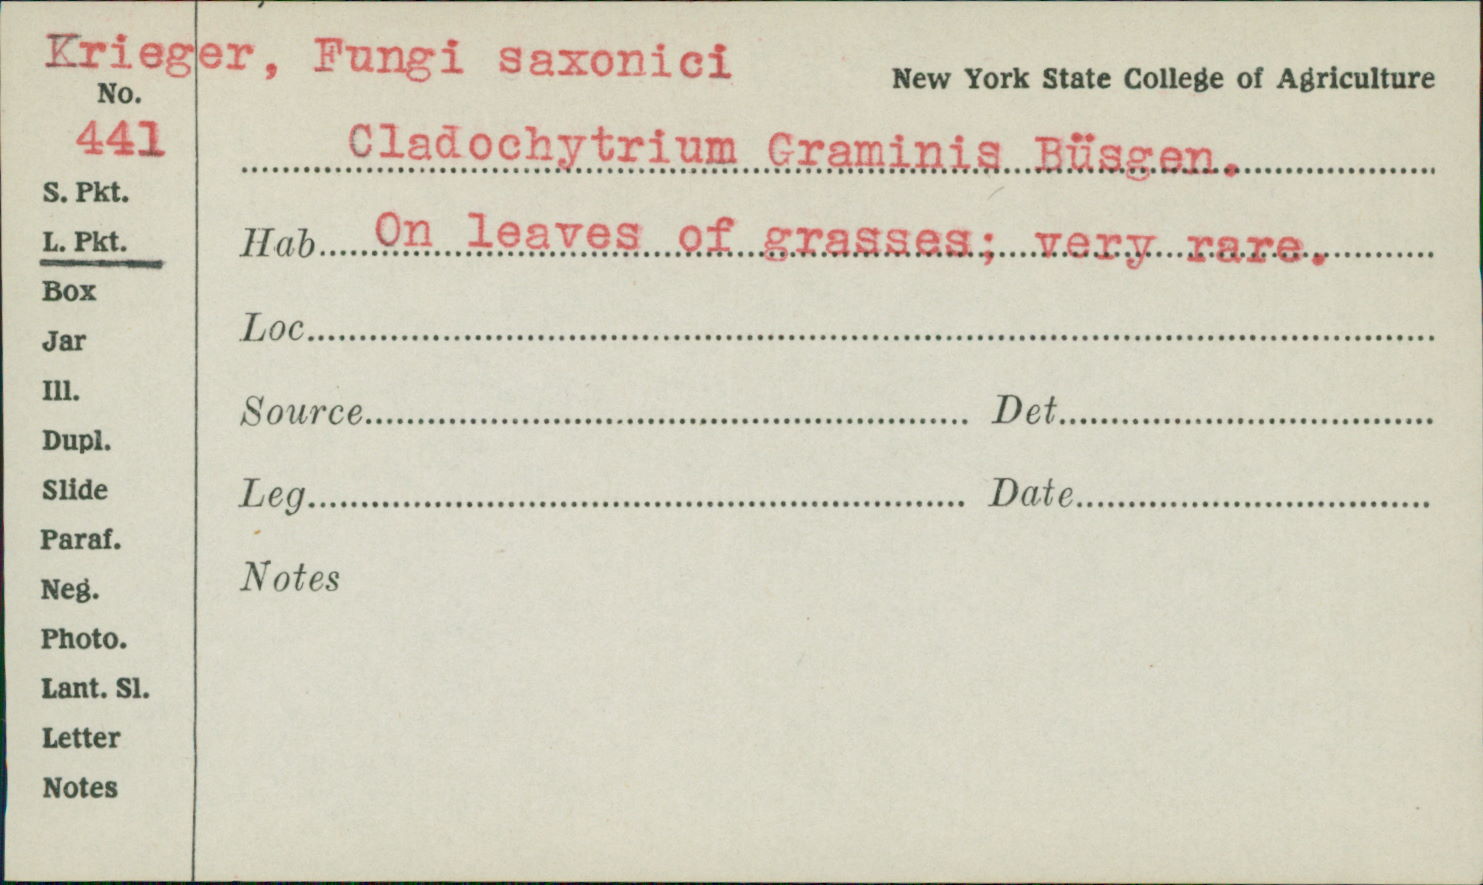 Krieger, Fungi saxonici
New York State College of Agriculture
No.
441
Cladochytrium Graminis Büsgen.
S. Pkt.
L. Pkt.
Hab. On leaves of grasses; very rare.
Box
Loc.
Jar
Ill.
Source. Det.
Dupl.
Slide
Leg. Date.
Paraf.
Neg.
Notes
Photo.
Lant. Sl.
Letter
Notes